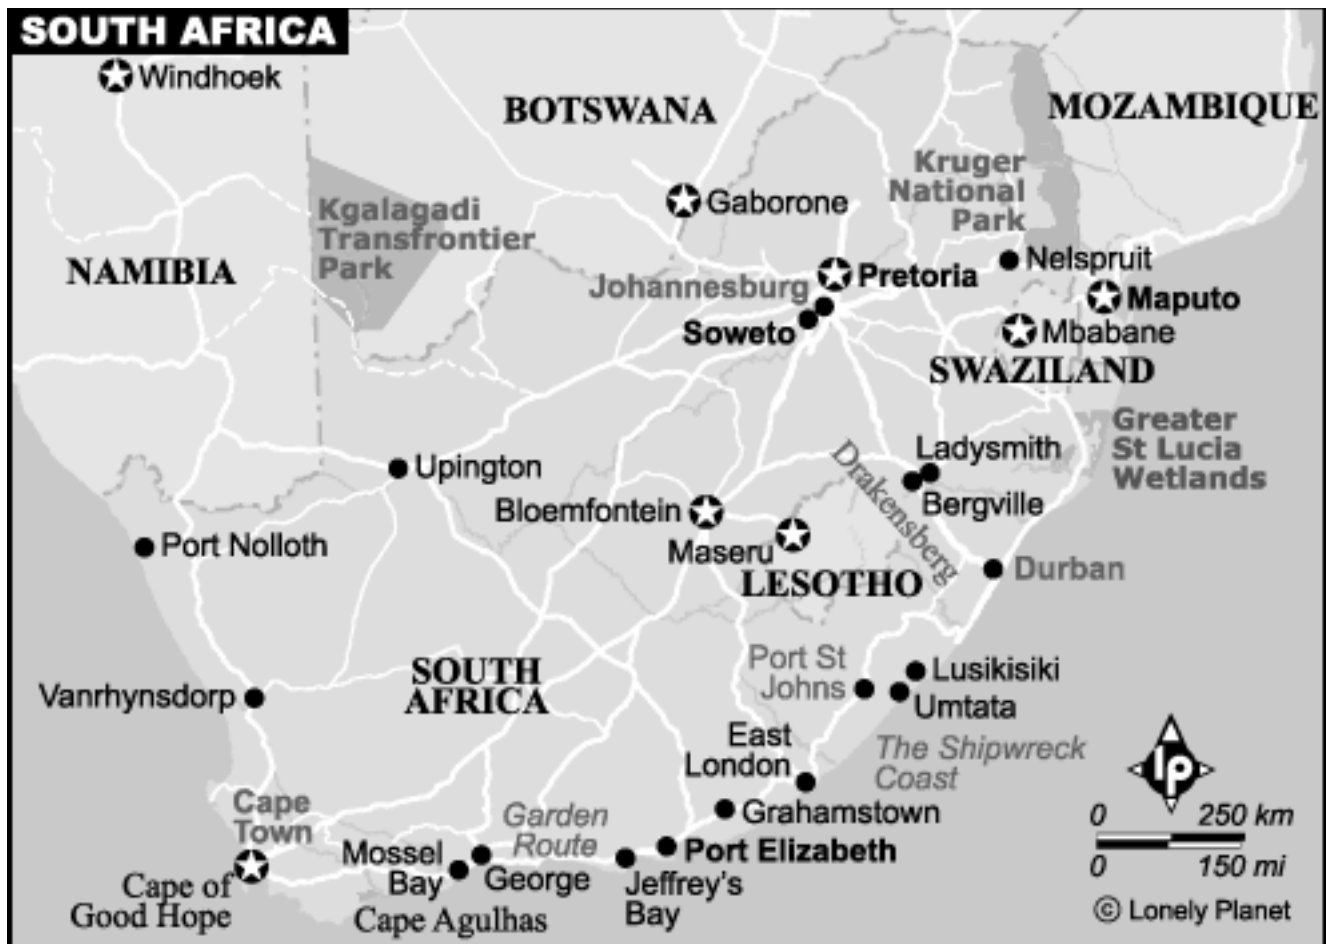 SOUTH AFRICA
Windhoek
BOTSWANA
MOZAMBIQUE
Kruger
National
Park
Kgalagadi
Transfrontier
Park
Gaborone
NAMIBIA
Nelspruit
Johannesburg
Pretoria
Maputo
Soweto
Mbabane
SWAZILAND
Greater
St Lucia
Wetlands
Ladysmith
Drakensberg
Upington
Bergville
Bloemfontein
Port Nolloth
Maseru
LESOTHO
Durban
SOUTH
AFRICA
Port St
Johns
Lusikisiki
Umtata
Vanrhynsdorp
East
London
The Shipwreck
Coast
lp
Cape
Town
Garden
Route
Grahamstown
0 250 km
0 150 mi
Mossel
Bay
George
Port Elizabeth
Jeffrey's
Bay
Cape of
Good Hope
Cape Agulhas
© Lonely Planet